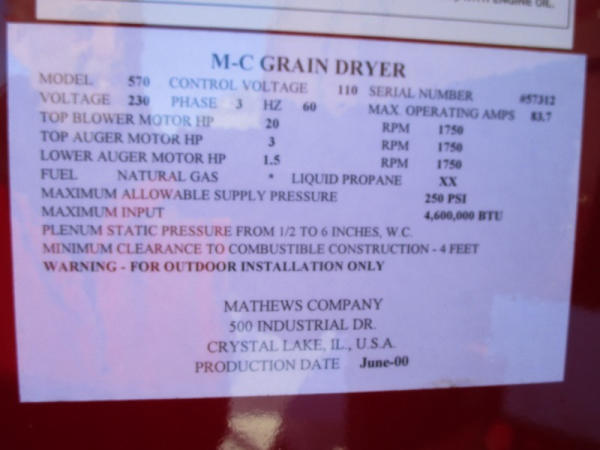 ENGINE OIL.
M-C GRAIN DRYER
MODEL 570 CONTROL VOLTAGE 110 SERIAL NUMBER #57312
VOLTAGE 230 PHASE 3 HZ 60 MAX. OPERATING AMPS 83.7
TOP BLOWER MOTOR HP 20 RPM 1750
TOP AUGER MOTOR HP 3 RPM 1750
LOWER AUGER MOTOR HP 1.5 RPM 1750
FUEL NATURAL GAS * LIQUID PROPANE XX
MAXIMUM ALLOWABLE SUPPLY PRESSURE 250 PSI
MAXIMUM INPUT 4,600,000 BTU
PLENUM STATIC PRESSURE FROM 1/2 TO 6 INCHES, W.C.
MINIMUM CLEARANCE TO COMBUSTIBLE CONSTRUCTION - 4 FEET
WARNING - FOR OUTDOOR INSTALLATION ONLY
MATHEWS COMPANY
500 INDUSTRIAL DR.
CRYSTAL LAKE, IL., U.S.A.
PRODUCTION DATE June-00